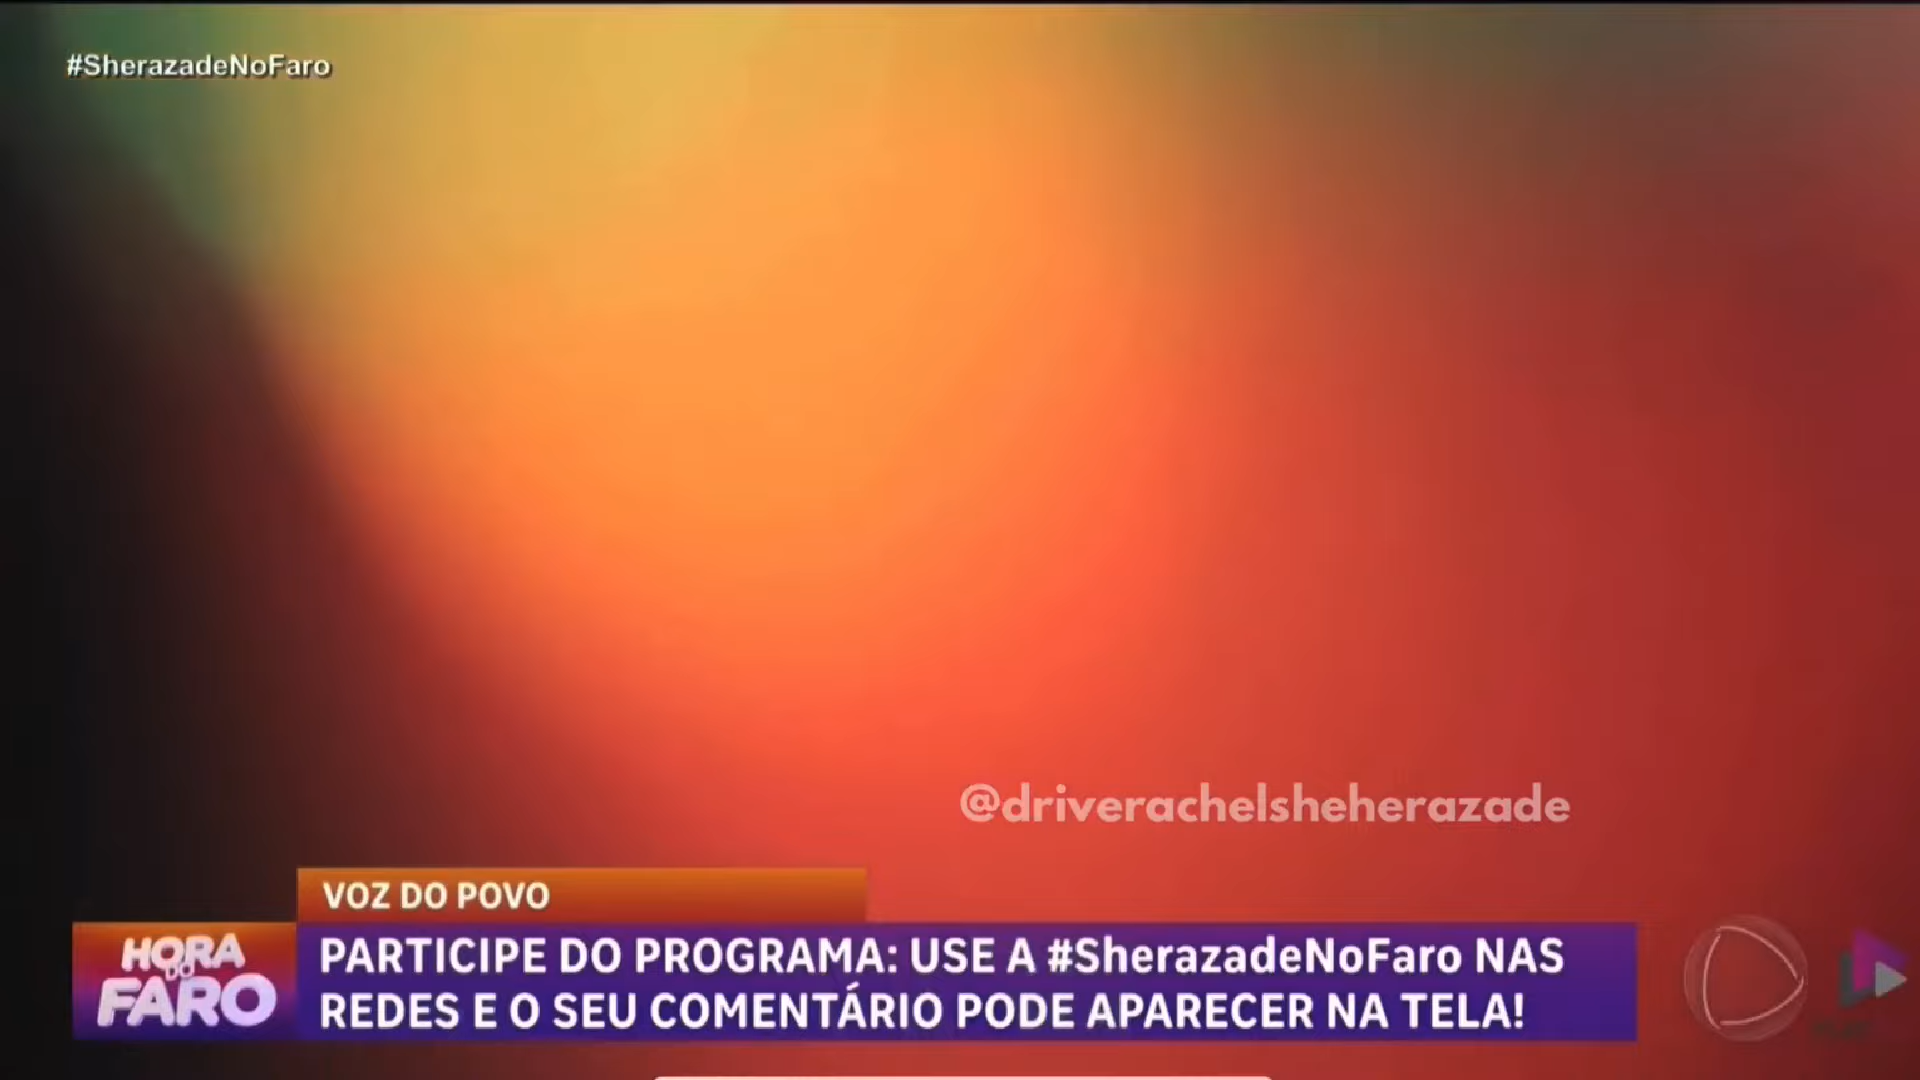 #SherazadeNoFaro
@driverachelsheherazade
VOZ DO POVO
HORA
DO
FARO
PARTICIPE DO PROGRAMA: USE A #SherazadeNoFaro NAS
REDES E O SEU COMENTÁRIO PODE APARECER NA TELA!